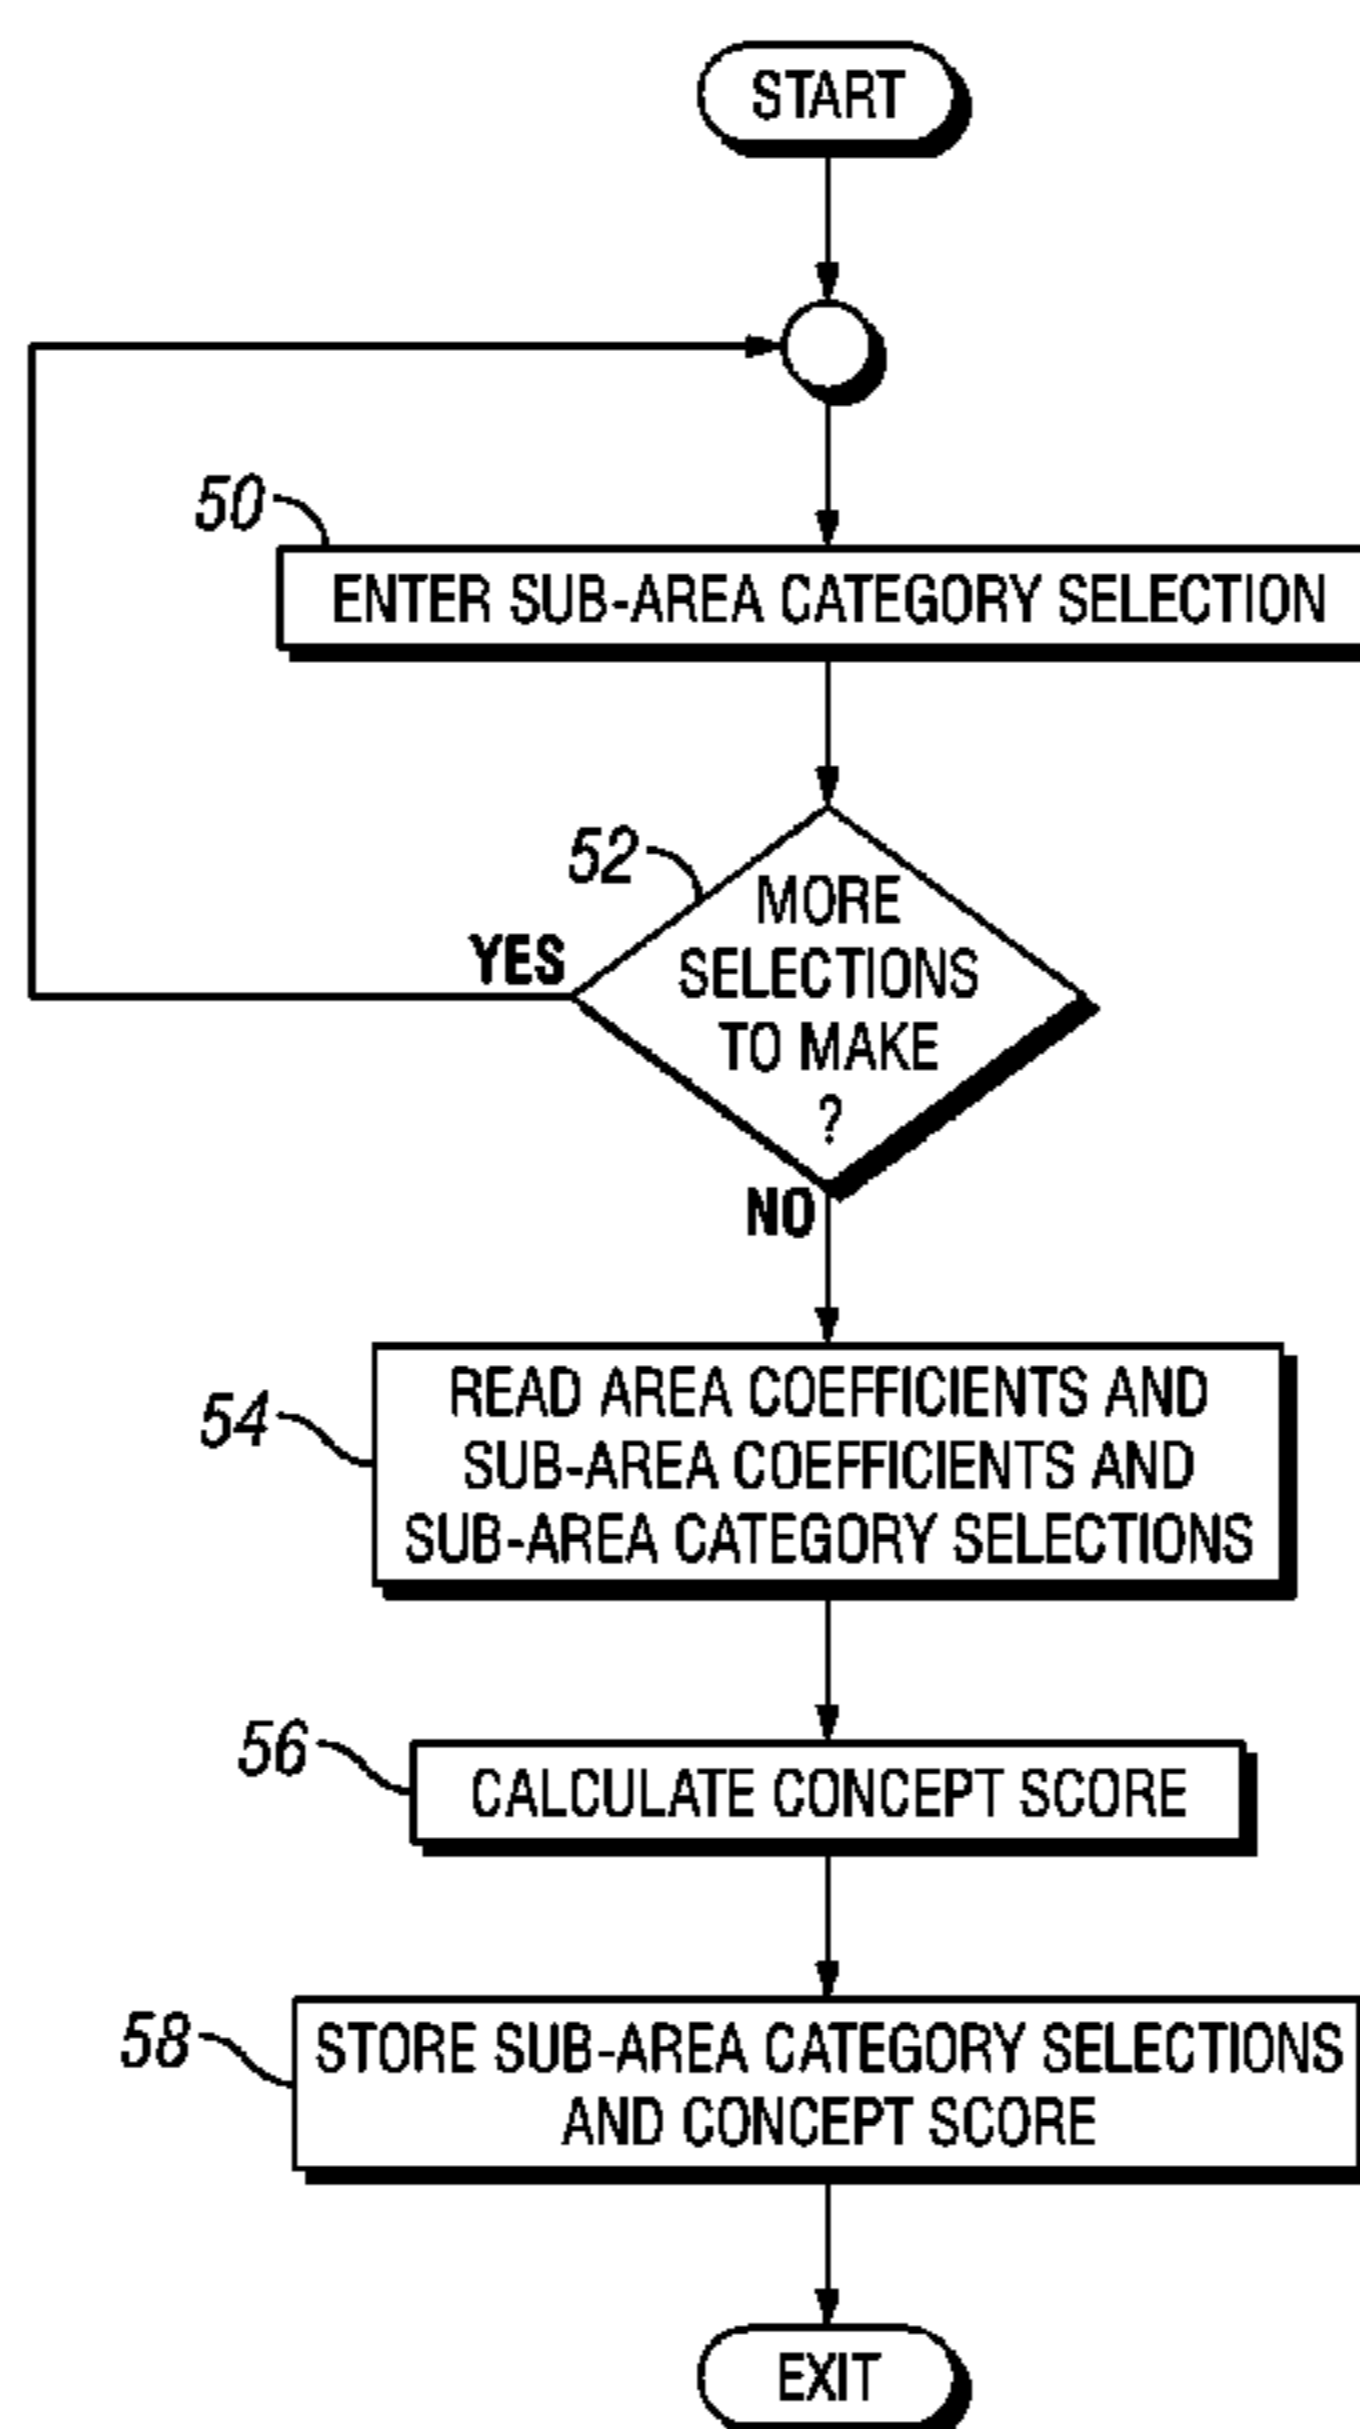 START
50
ENTER SUB-AREA CATEGORY SELECTION
52
MORE
SELECTIONS
TO MAKE
?
YES
NO
54
READ AREA COEFFICIENTS AND
SUB-AREA COEFFICIENTS AND
SUB-AREA CATEGORY SELECTIONS
56
CALCULATE CONCEPT SCORE
58
STORE SUB-AREA CATEGORY SELECTIONS
AND CONCEPT SCORE
EXIT